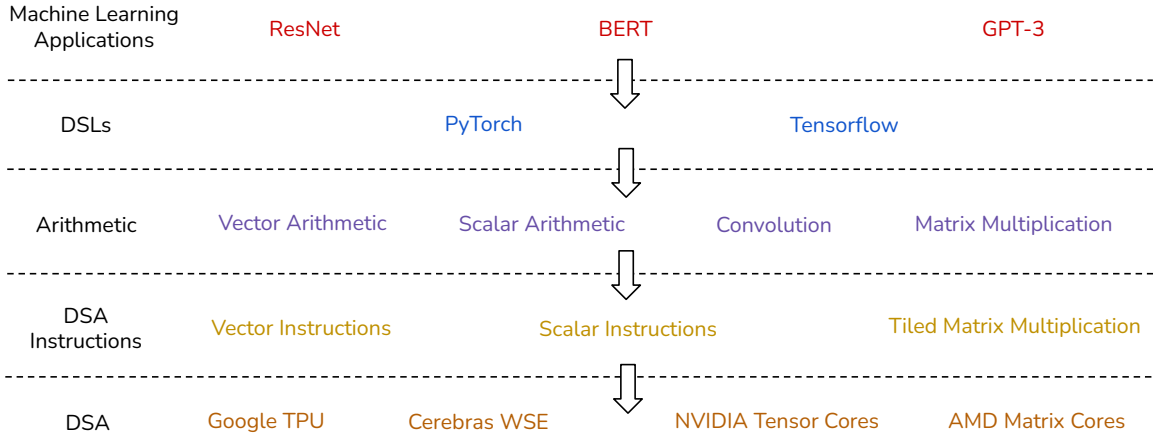 Machine Learning
Applications
ResNet
BERT
GPT-3
DSLs
PyTorch
Tensorflow
Arithmetic
Vector Arithmetic
Scalar Arithmetic
Convolution
Matrix Multiplication
DSA
Instructions
Vector Instructions
Scalar Instructions
Tiled Matrix Multiplication
DSA
Google TPU
Cerebras WSE
NVIDIA Tensor Cores
AMD Matrix Cores